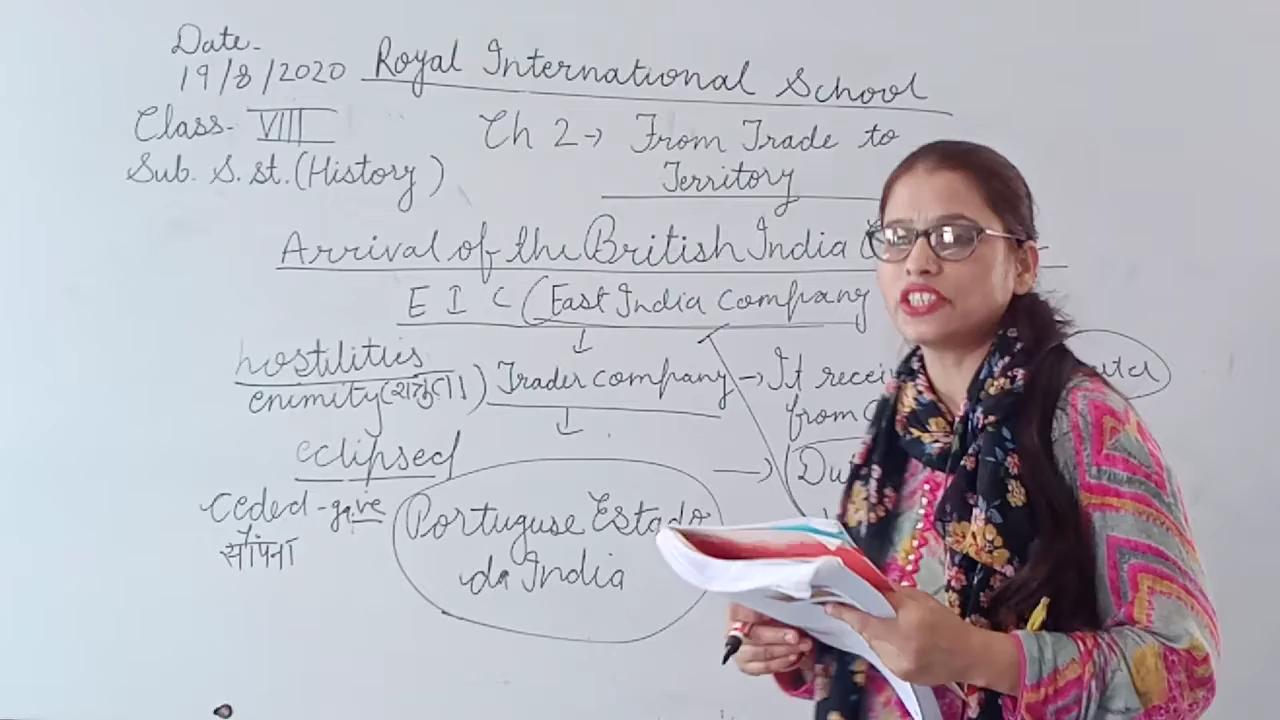 Date-
19/8/2020 Royal International School
Class- VIII
Ch 2→ From Trade to
Territory
Sub. S.st. (History)
Arrival of the British India
E I C (East India Company
hostilities
enimity (शत्रुता)
Trader company → It recei
from
eclipsed
→ Du
ceded - gave
सौंपना
Portuguse Estado
da India